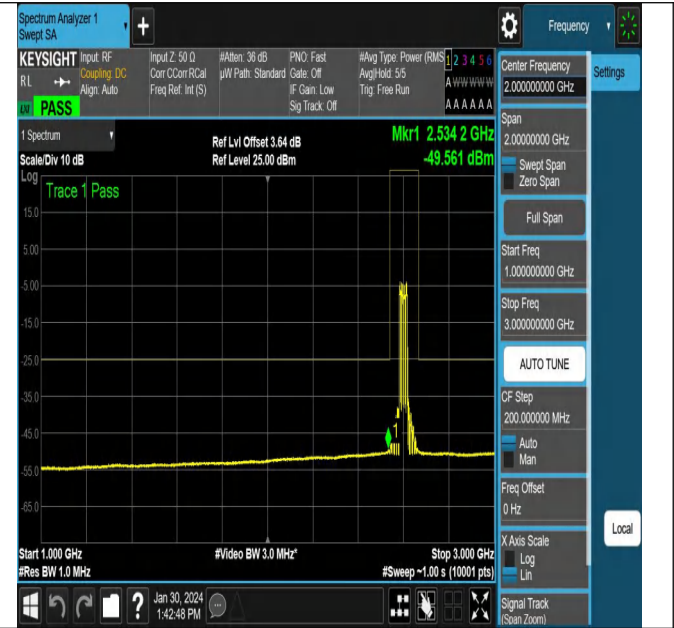 Spectrum Analyzer 1
Swept SA
+
Frequency
KEYSIGHT
RL
LXI
PASS
Input: RF
Coupling: DC
Align: Auto
Input Z: 50 Ω
Corr CCorr RCal
Freq Ref: Int (S)
#Atten: 36 dB
µW Path: Standard
PNO: Fast
Gate: Off
IF Gain: Low
Sig Track: Off
#Avg Type: Power (RMS
Avg|Hold: 5/5
Trig: Free Run
1 2 3 4 5 6
A W W W W W
A A A A A A
1 Spectrum
Scale/Div 10 dB
Ref Lvl Offset 3.64 dB
Ref Level 25.00 dBm
Mkr1 2.534 2 GHz
-49.561 dBm
Log
Trace 1 Pass
15.0
5.00
-5.00
-15.0
-25.0
-35.0
-45.0
-55.0
-65.0
1
Start 1.000 GHz
#Res BW 1.0 MHz
#Video BW 3.0 MHz*
Stop 3.000 GHz
#Sweep ~1.00 s (10001 pts)
Jan 30, 2024
1:42:48 PM
Center Frequency
2.000000000 GHz
Span
2.00000000 GHz
Swept Span
Zero Span
Full Span
Start Freq
1.000000000 GHz
Stop Freq
3.000000000 GHz
AUTO TUNE
CF Step
200.000000 MHz
Auto
Man
Freq Offset
0 Hz
X Axis Scale
Log
Lin
Signal Track
(Span Zoom)
Settings
Local